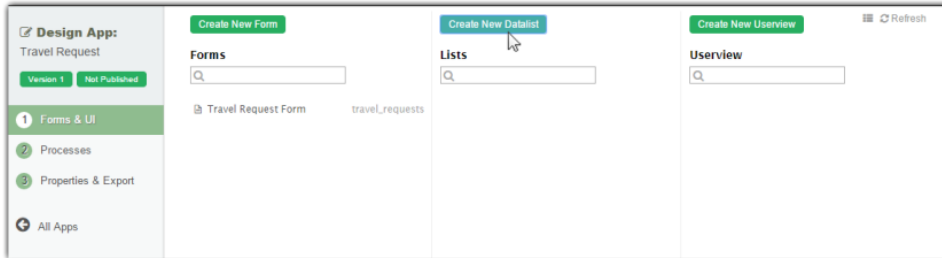 Design App:
Travel Request
Version 1 Not Published
1 Forms & UI
2 Processes
3 Properties & Export
All Apps
Create New Form
Forms
Travel Request Form travel_requests
Create New Datalist
Lists
Create New Userview
Userview
Refresh